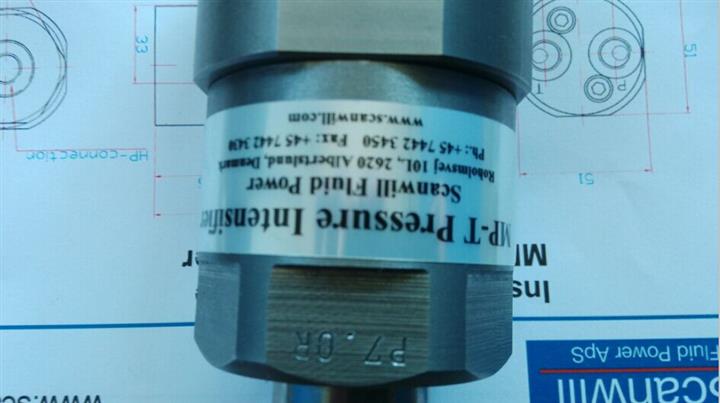 Scanwill
Fluid Power ApS
www.sc
P7.0R
Ins
MP-T Pressure Intensifier
Scanwill Fluid Power
Roholmsvej 10L, 2620 Albertslund, Denmark
Ph.: +45 7442 3450 Fax: +45 7442 3430
www.scanwill.com
51
HP-connection
P
T
51
33